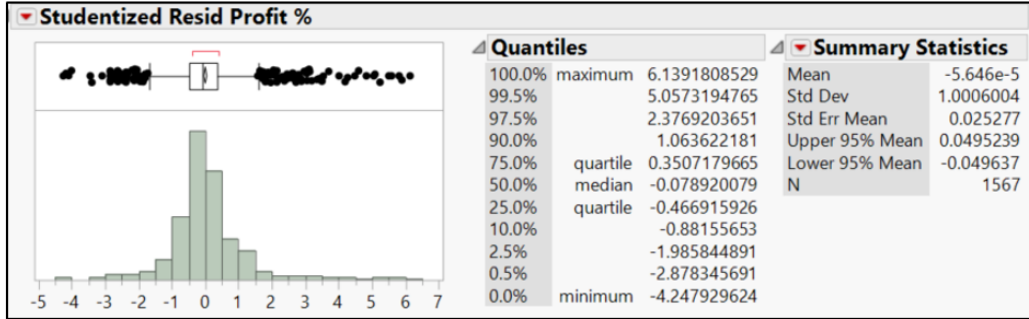 Studentized Resid Profit %
-5 -4 -3 -2 -1 0 1 2 3 4 5 6 7
Quantiles
100.0% maximum 6.1391808529
99.5% 5.0573194765
97.5% 2.3769203651
90.0% 1.063622181
75.0% quartile 0.3507179665
50.0% median -0.078920079
25.0% quartile -0.466915926
10.0% -0.88155653
2.5% -1.985844891
0.5% -2.878345691
0.0% minimum -4.247929624
Summary Statistics
Mean -5.646e-5
Std Dev 1.0006004
Std Err Mean 0.025277
Upper 95% Mean 0.0495239
Lower 95% Mean -0.049637
N 1567